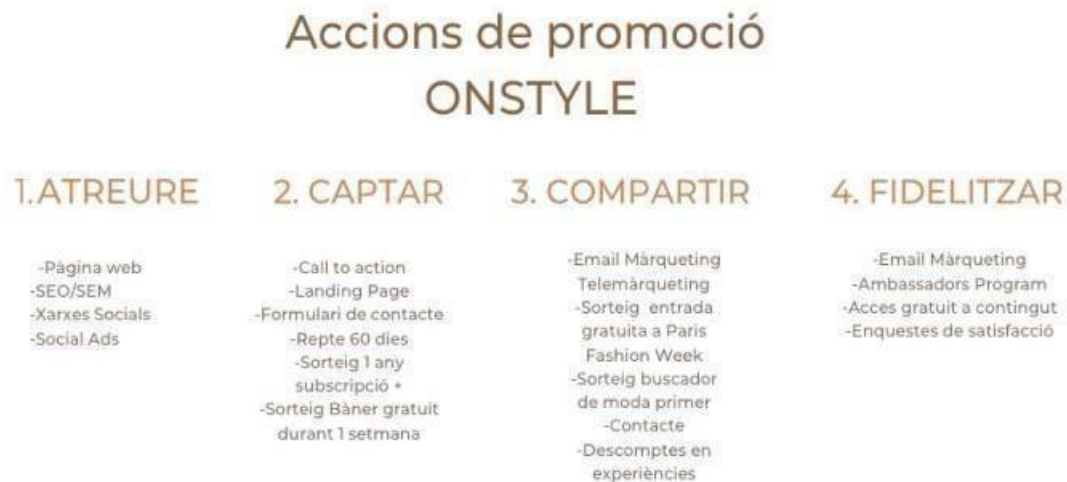 Accions de promoció
ONSTYLE
1.ATREURE
-Pàgina web
-SEO/SEM
-Xarxes Socials
-Social Ads
2. CAPTAR
-Call to action
-Landing Page
-Formulari de contacte
-Repte 60 dies
-Sorteig 1 any
subscripció +
-Sorteig Bàner gratuït
durant 1 setmana
3. COMPARTIR
-Email Màrqueting
Telemàrqueting
-Sorteig entrada
gratuita a Paris
Fashion Week
-Sorteig buscador
de moda primer
-Contacte
-Descomptes en
experiències
4. FIDELITZAR
-Email Màrqueting
-Ambassadors Program
-Acces gratuit a contingut
-Enquestes de satisfacció